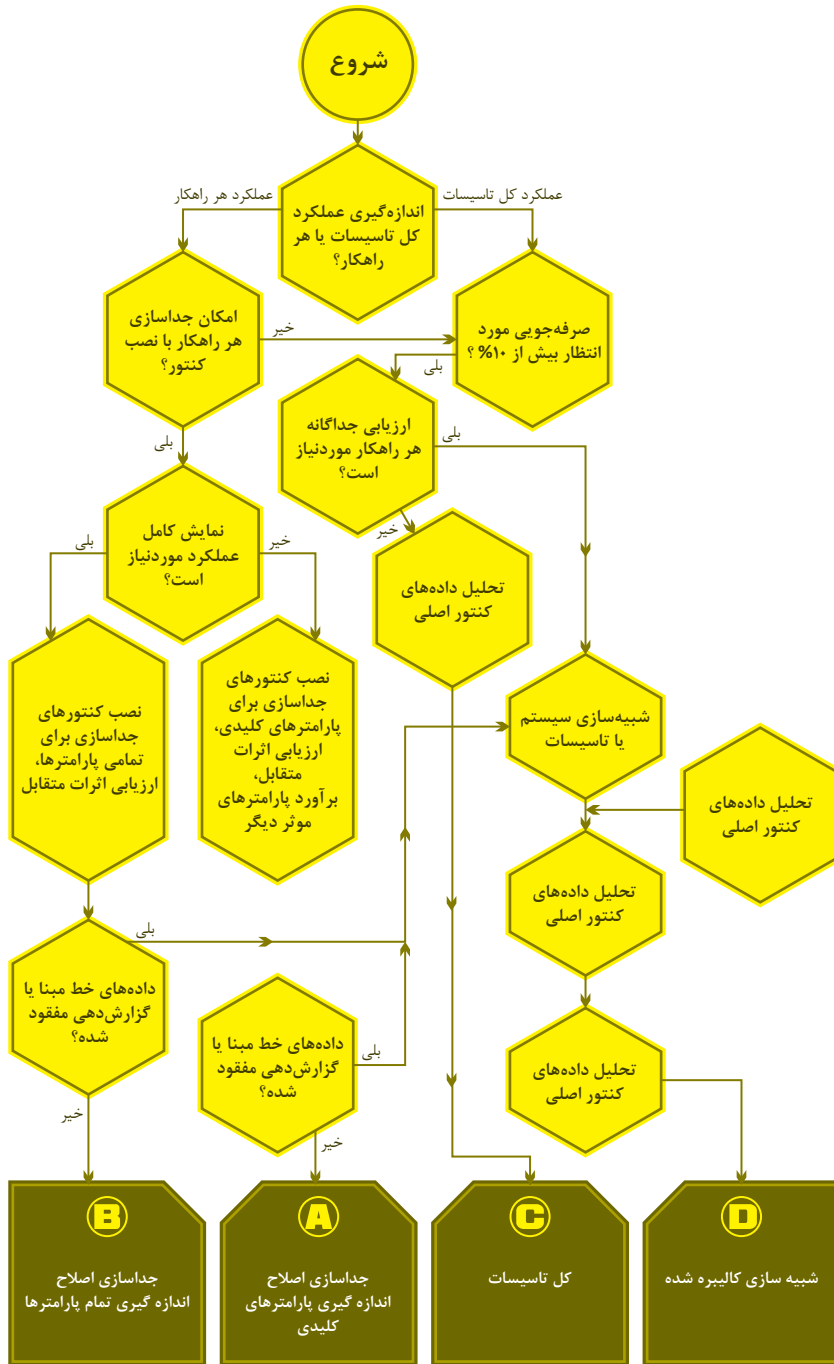 شروع
عملکرد کل تاسیسات
عملکرد هر راهکار
اندازه‌گیری عملکرد
کل تاسیسات یا هر
راهکار؟
صرفه‌جویی مورد
انتظار بیش از ۱۰% ؟
امکان جداسازی
هر راهکار با نصب
کنتور؟
خیر
بلی
ارزیابی جداگانه
هر راهکار موردنیاز
است؟
بلی
بلی
خیر
نمایش کامل
عملکرد موردنیاز
است؟
خیر
بلی
تحلیل داده‌های
کنتور اصلی
شبیه‌سازی سیستم
یا تاسیسات
نصب کنتورهای
جداسازی برای
پارامترهای کلیدی،
ارزیابی اثرات
متقابل،
برآورد پارامترهای
موثر دیگر
نصب کنتورهای
جداسازی برای
تمامی پارامترها،
ارزیابی اثرات متقابل
تحلیل داده‌های
کنتور اصلی
تحلیل داده‌های
کنتور اصلی
بلی
داده‌های خط مبنا یا
گزارش‌دهی مفقود
شده؟
داده‌های خط مبنا یا
گزارش‌دهی مفقود
شده؟
بلی
تحلیل داده‌های
کنتور اصلی
خیر
خیر
D
شبیه سازی کالیبره شده
C
کل تاسیسات
A
جداسازی اصلاح
اندازه گیری پارامترهای
کلیدی
B
جداسازی اصلاح
اندازه گیری تمام پارامترها